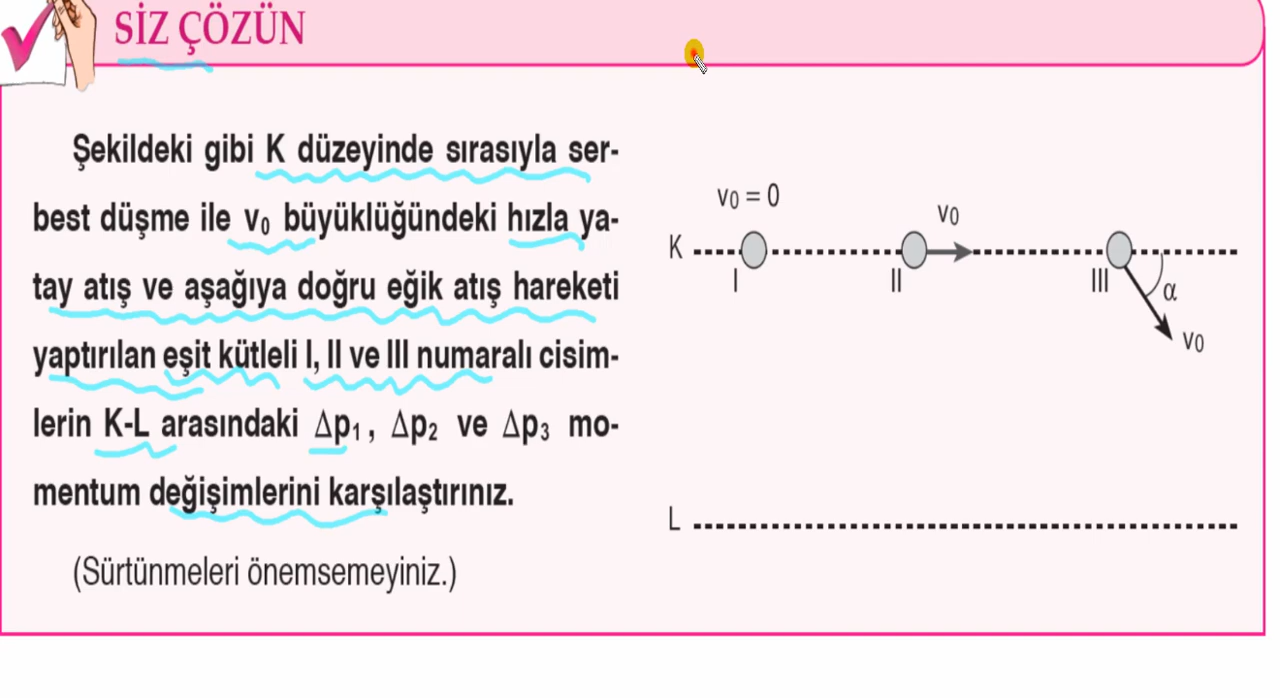 SİZ ÇÖZÜN
Şekildeki gibi K düzeyinde sırasıyla ser-
best düşme ile v₀ büyüklüğündeki hızla ya-
tay atış ve aşağıya doğru eğik atış hareketi
yaptırılan eşit kütleli I, II ve III numaralı cisim-
lerin K-L arasındaki Δp₁, Δp₂ ve Δp₃ mo-
mentum değişimlerini karşılaştırınız.
(Sürtünmeleri önemsemeyiniz.)
v₀ = 0
v₀
K
I
II
III
α
v₀
L